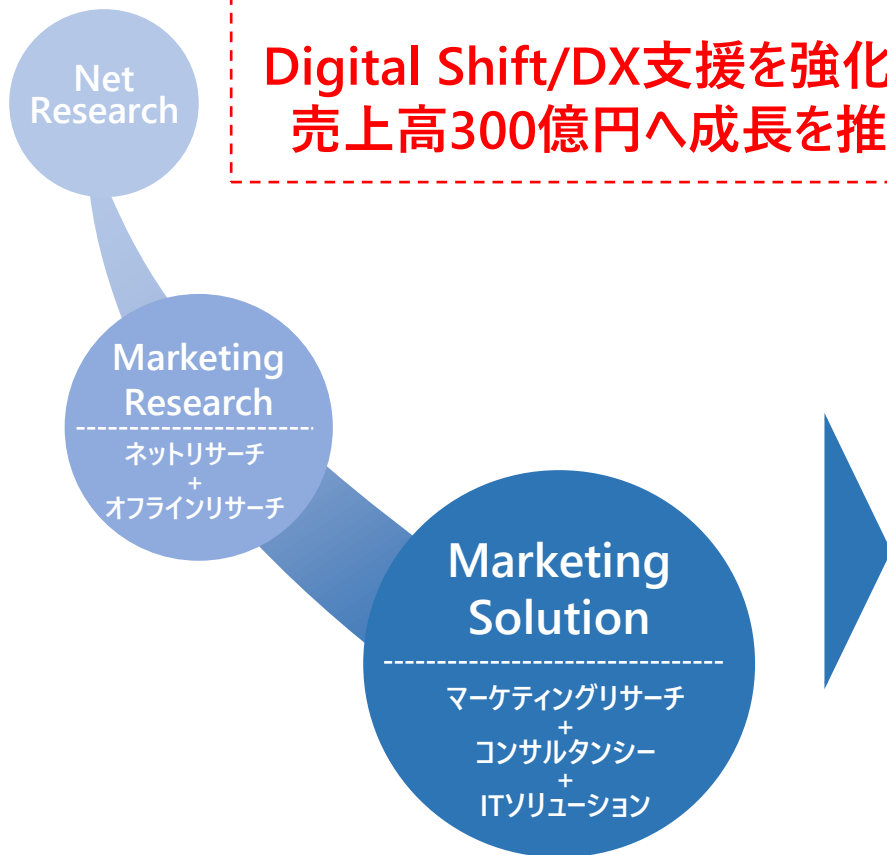 Net
Research
Digital Shift/DX支援を強化
売上高300億円へ成長を推
Marketing
Research
ネットリサーチ
+
オフラインリサーチ
Marketing
Solution
マーケティングリサーチ
+
コンサルタンシー
+
ITソリューション